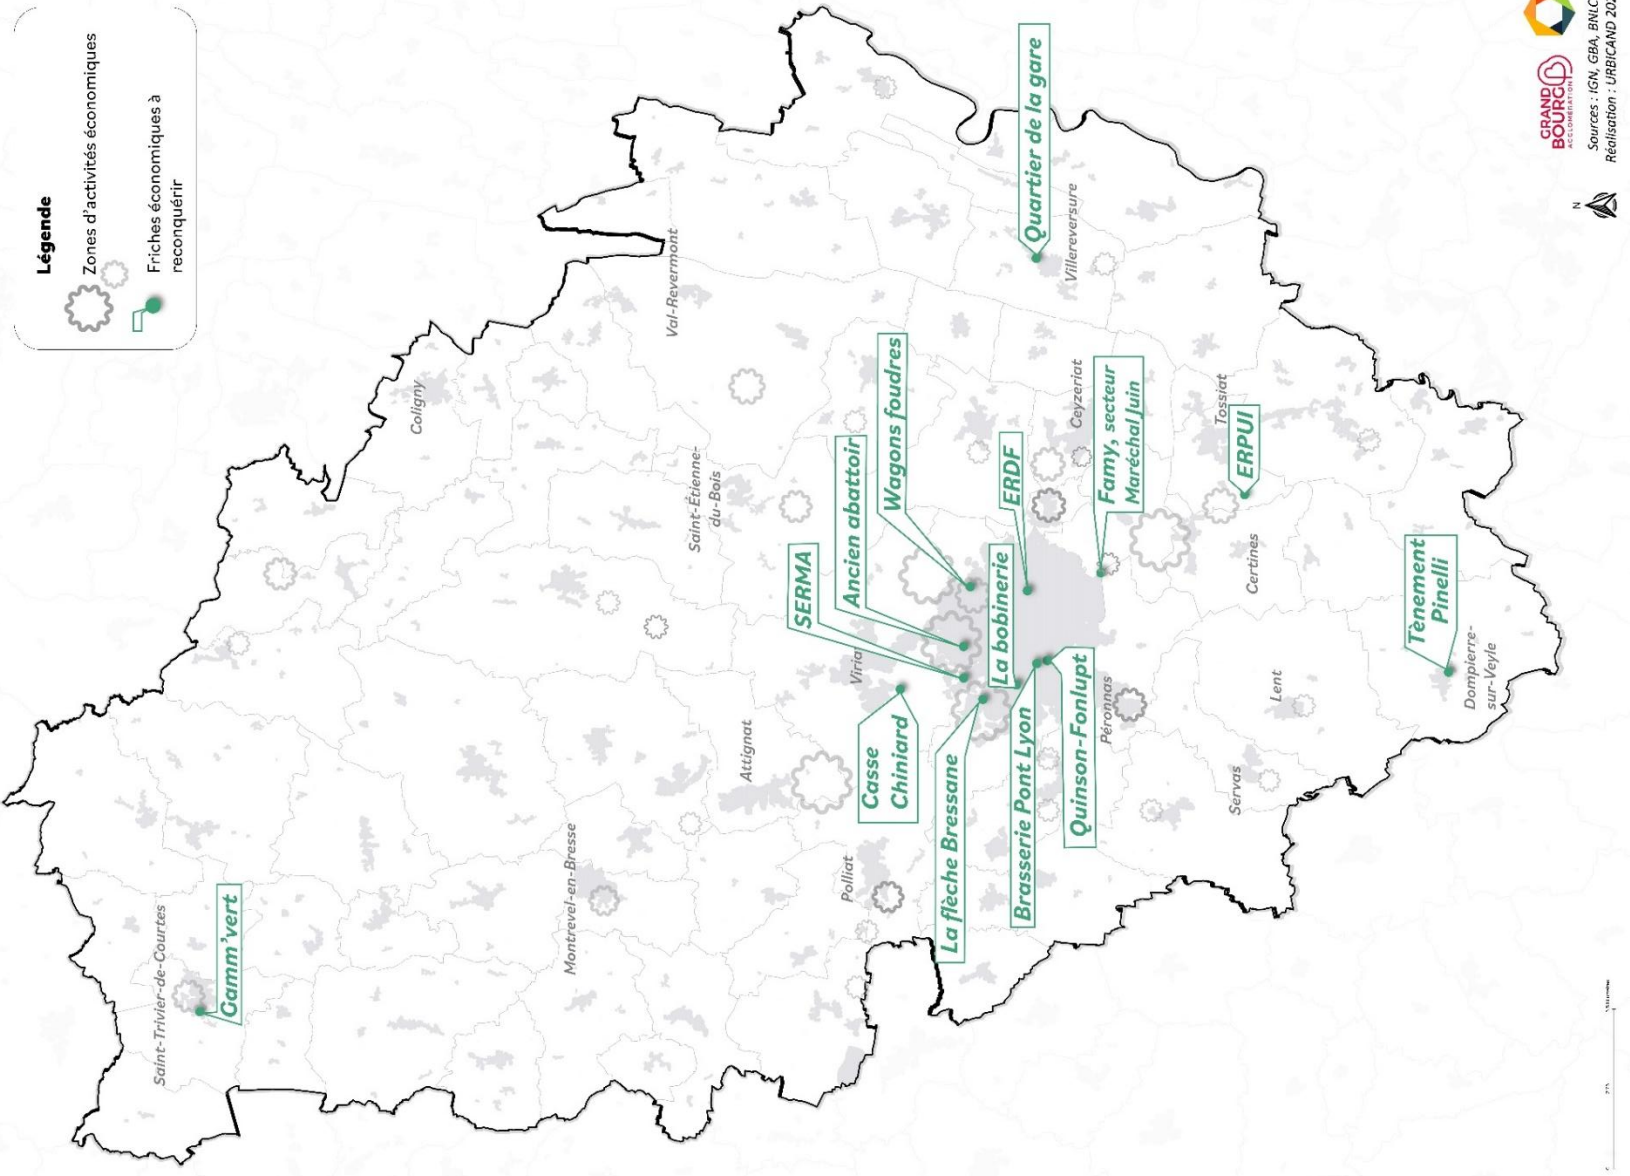 Légende
Zones d'activités économiques
Friches économiques à
reconquérir
Saint-Trivier-de-Courtes
Gamm'vert
Coligny
Montrevel-en-Bresse
Val-Revermont
Saint-Étienne-
du-Bois
Attignat
SERMA
Ancien abatoir
Wagons foudres
Polliat
Casse
Chiniard
La flèche Bressane
La bobinerie
ERDF
Brasserie Pont Lyon
Quinson-Fonlupt
Quartier de la gare
Villereversure
Ceyzeriat
Famy, secteur
Maréchal Juin
Péronnas
Tossiat
ERPUI
Certines
Servas
Lent
Tènement
Pinelli
Dompierre-
sur-Veyle
N
GRAND
BOURG
AGGLOMÉRATION
Sources : IGN, GBA, BNLC
Réalisation : URBICAND